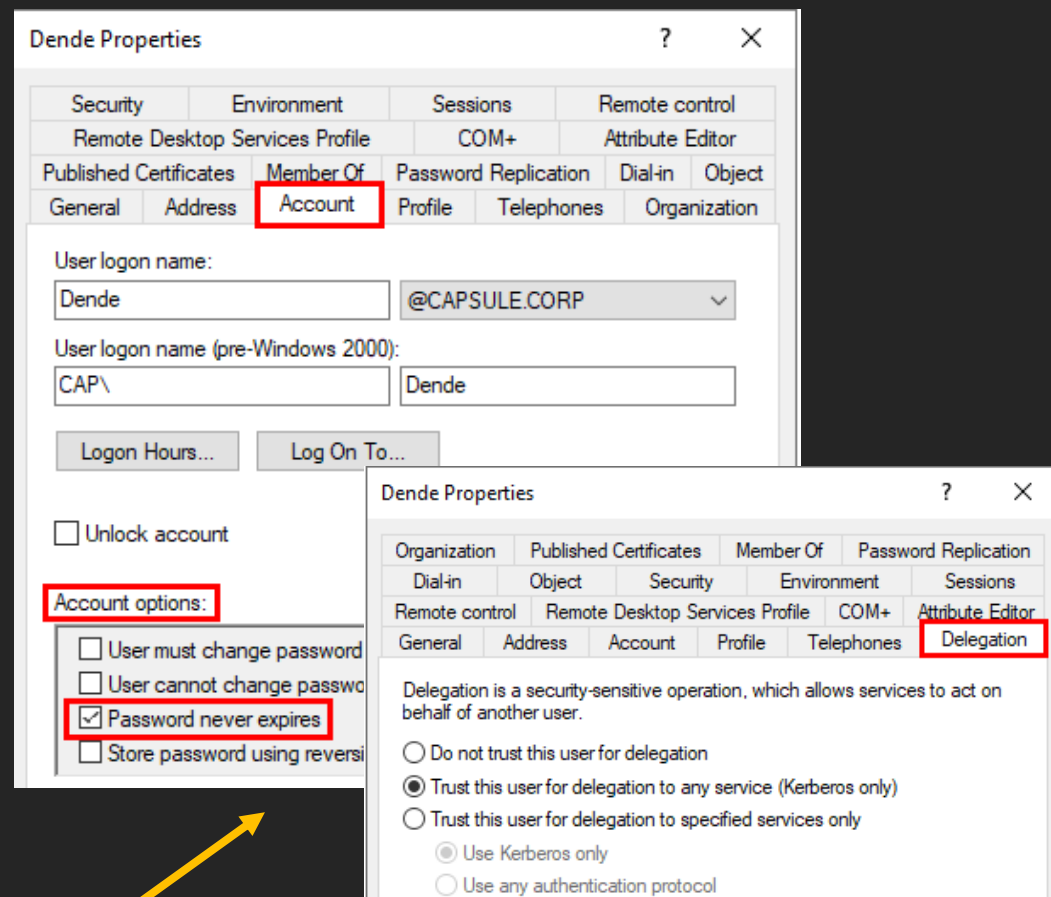 Dende Properties ? ×
Security Environment Sessions Remote control
Remote Desktop Services Profile COM+ Attribute Editor
Published Certificates Member Of Password Replication Dial-in Object
General Address Account Profile Telephones Organization
User logon name:
Dende @CAPSULE.CORP
User logon name (pre-Windows 2000):
CAP\ Dende
Logon Hours... Log On To...
Unlock account
Account options:
User must change password
User cannot change passwo
Password never expires
Store password using reversi
Dende Properties ? ×
Organization Published Certificates Member Of Password Replication
Dial-in Object Security Environment Sessions
Remote control Remote Desktop Services Profile COM+ Attribute Editor
General Address Account Profile Telephones Delegation
Delegation is a security-sensitive operation, which allows services to act on
behalf of another user.
Do not trust this user for delegation
Trust this user for delegation to any service (Kerberos only)
Trust this user for delegation to specified services only
Use Kerberos only
Use any authentication protocol